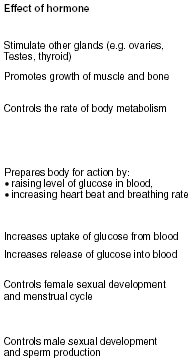 Effect of hormone
Stimulate other glands (e.g. ovaries,
Testes, thyroid)
Promotes growth of muscle and bone
Controls the rate of body metabolism
Prepares body for action by:
• raising level of glucose in blood,
• increasing heart beat and breathing rate
Increases uptake of glucose from blood
Increases release of glucose into blood
Controls female sexual development
and menstrual cycle
Controls male sexual development
and sperm production